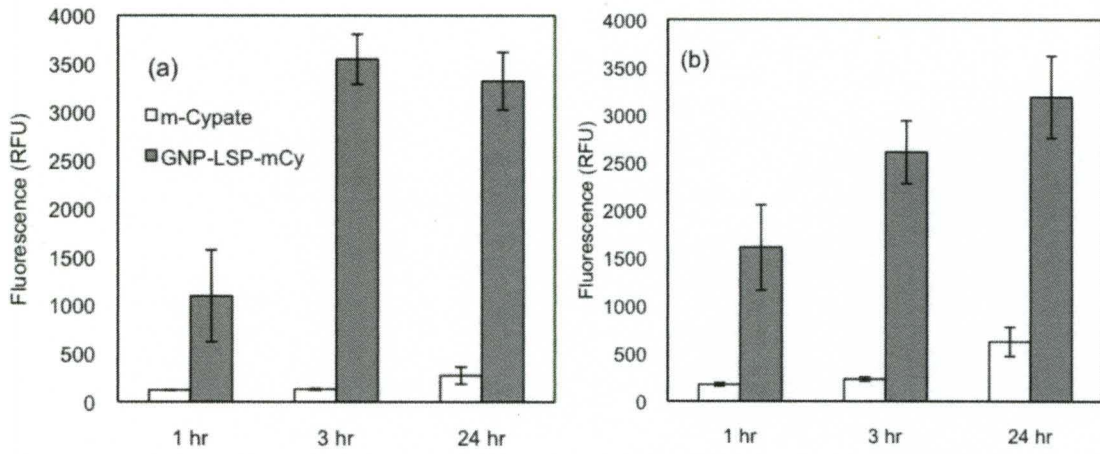 4000
3500
3000
2500
2000
1500
1000
500
0
Fluorescence (RFU)
(a)
m-Cypate
GNP-LSP-mCy
1 hr
3 hr
24 hr
4000
3500
3000
2500
2000
1500
1000
500
0
Fluorescence (RFU)
(b)
1 hr
3 hr
24 hr